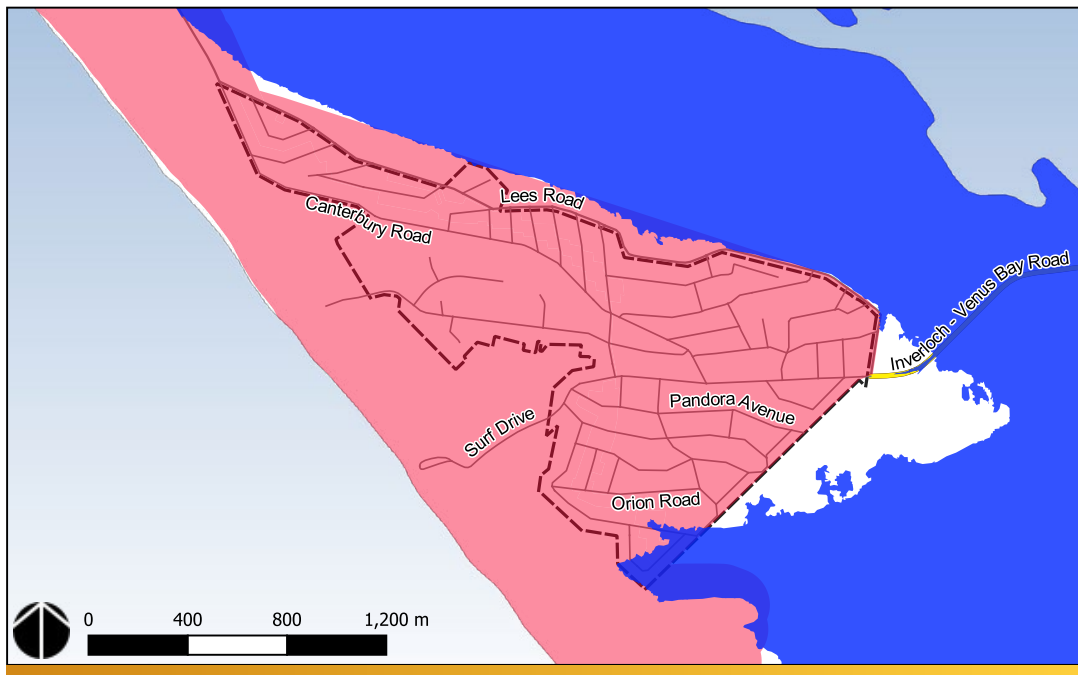 Lees Road
Canterbury Road
Inverloch - Venus Bay Road
Pandora Avenue
Surf Drive
Orion Road
0 400 800 1,200 m